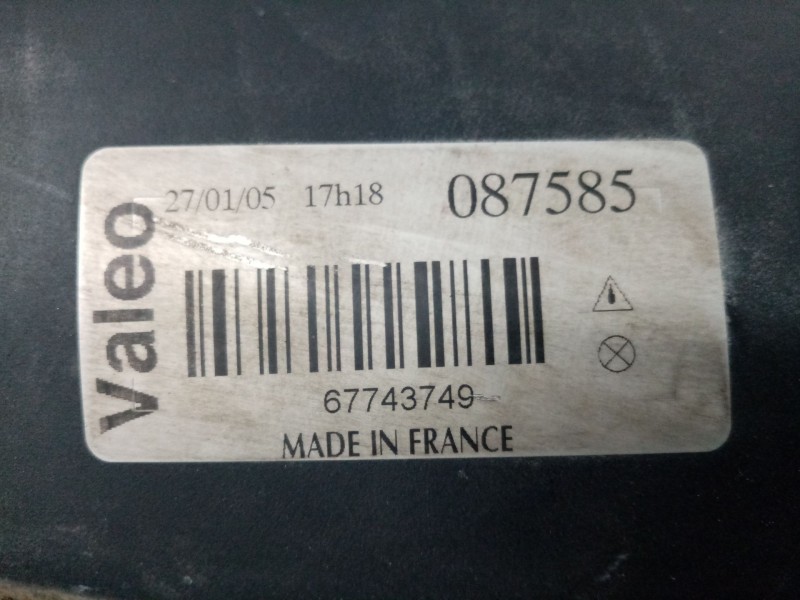 Valeo
27/01/05 17h18 087585
67743749
MADE IN FRANCE